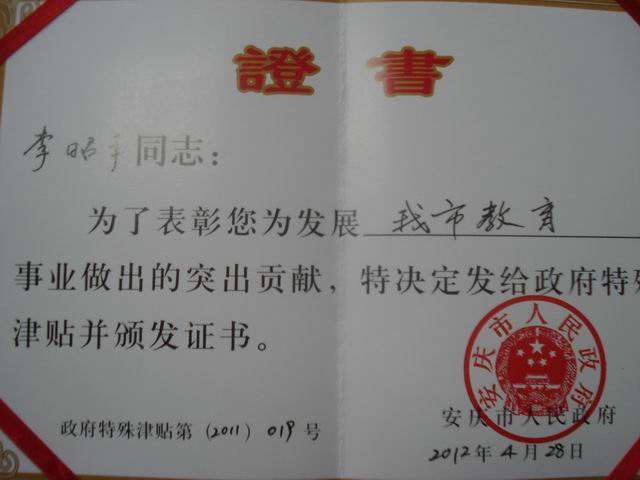 證書
李昭平同志：
为了表彰您为发展我市教育
事业做出的突出贡献，特决定发给政府特殊
津贴并颁发证书。
安庆市人民政府
政府特殊津贴第（2011）019号
安庆市人民政府
2012年4月28日